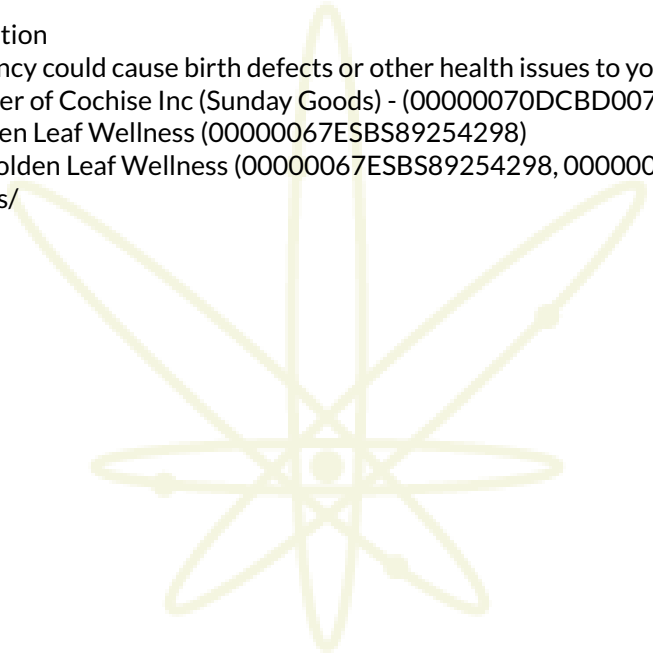 tion
ncy could cause birth defects or other health issues to yo
er of Cochise Inc (Sunday Goods) - (00000070DCBD007
en Leaf Wellness (00000067ESBS89254298)
olden Leaf Wellness (00000067ESBS89254298, 000000
s/